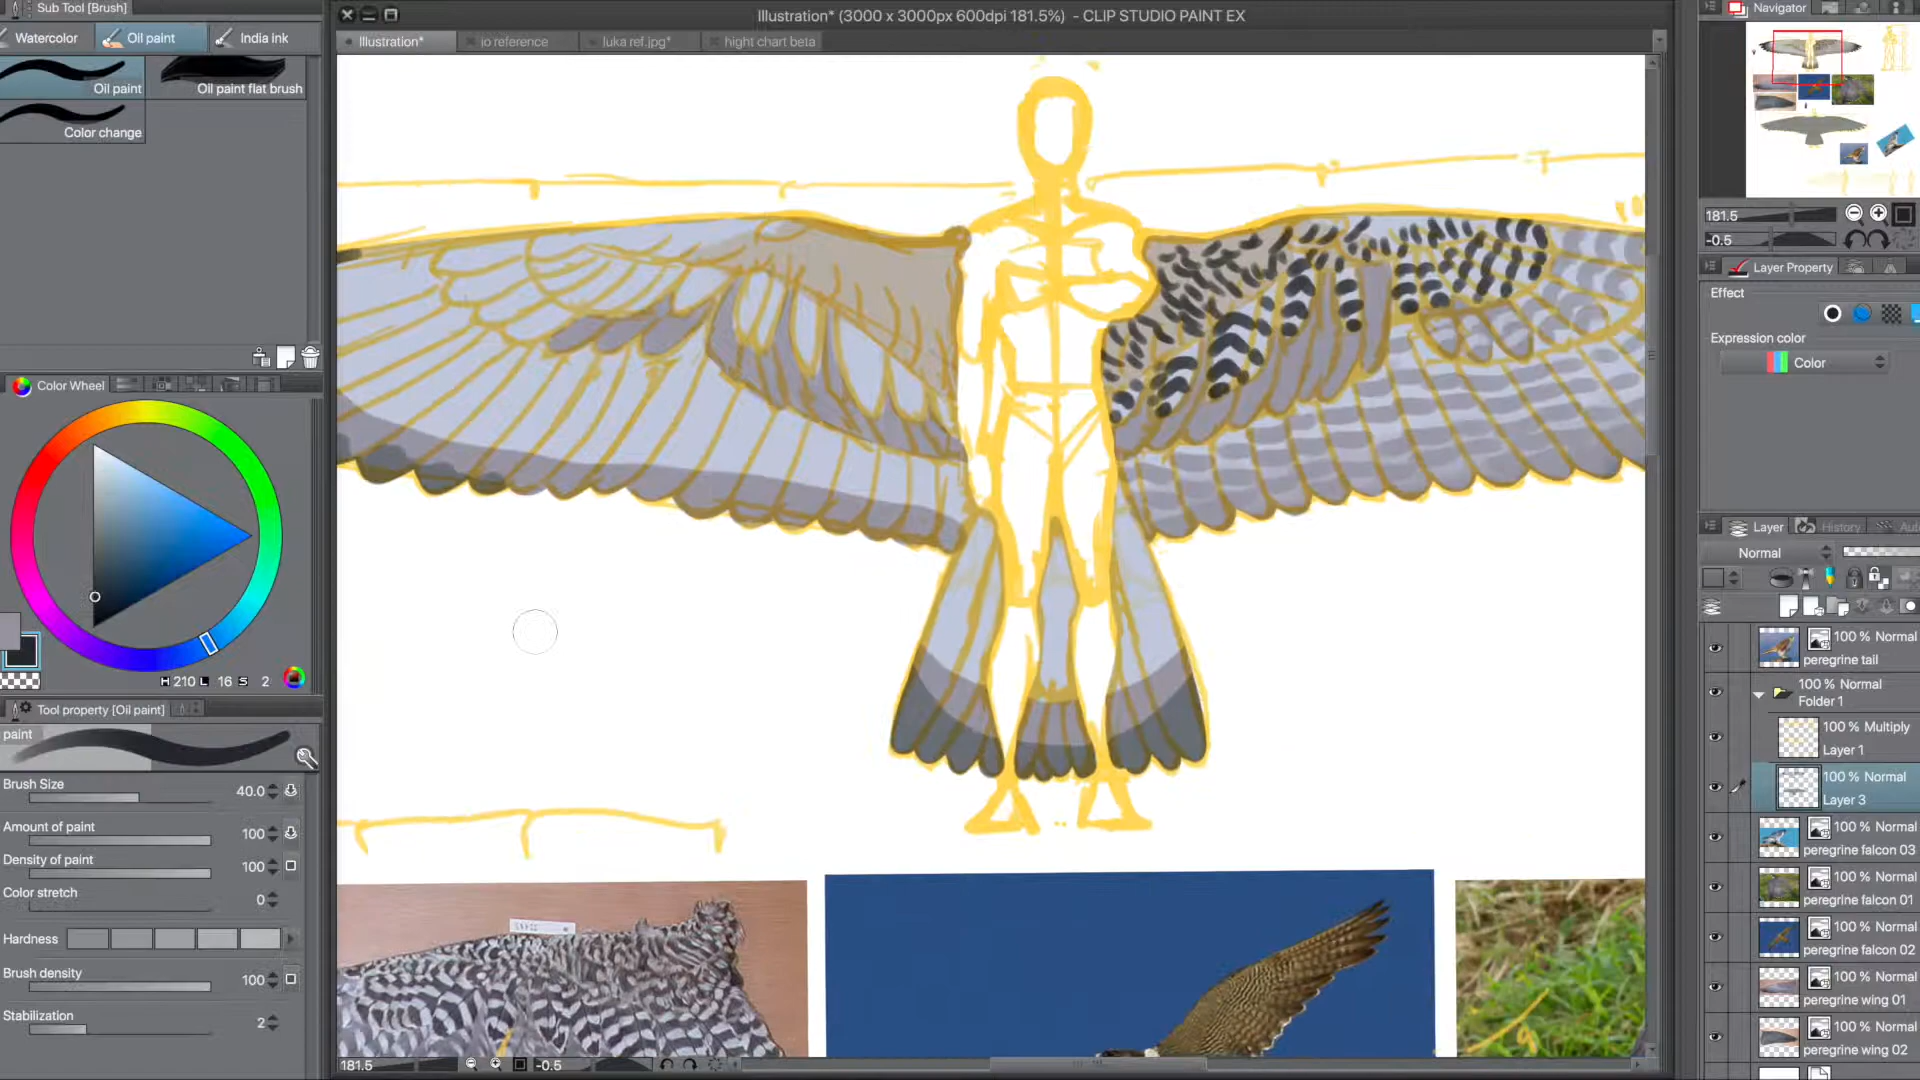 Sub Tool [Brush]
Watercolor
Oil paint
India ink
Oil paint
Oil paint flat brush
Color change
Color Wheel
H 210 L 16 S 2
Tool property [Oil paint]
paint
Brush Size 40.0
Amount of paint 100
Density of paint 100
Color stretch 0
Hardness
Brush density 100
Stabilization 2
Illustration* (3000 x 3000px 600dpi 181.5%) - CLIP STUDIO PAINT EX
Illustration*
io reference
luka ref.jpg*
hight chart beta
181.5
-0.5
Navigator
181.5
-0.5
Layer Property
Effect
Expression color
Color
Layer
History
Normal
100 % Normal
peregrine tail
100 % Normal
Folder 1
100 % Multiply
Layer 1
100 % Normal
Layer 3
100 % Normal
peregrine falcon 03
100 % Normal
peregrine falcon 01
100 % Normal
peregrine falcon 02
100 % Normal
peregrine wing 01
100 % Normal
peregrine wing 02